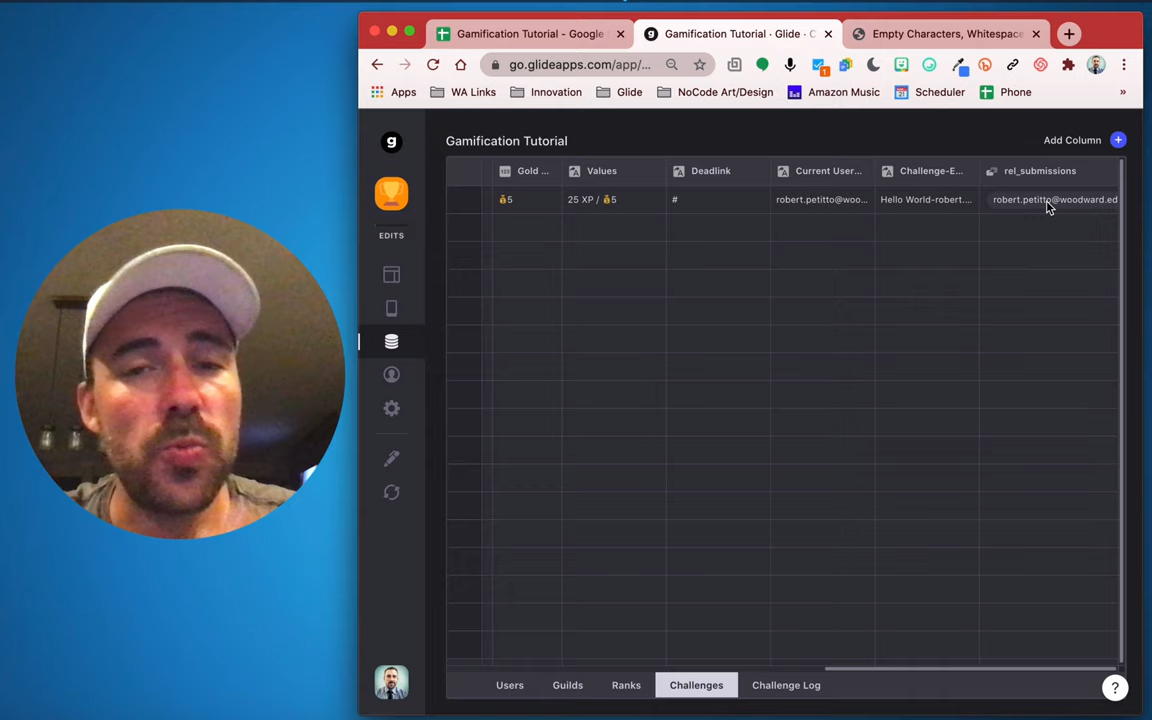 Gamification Tutorial - Google
Gamification Tutorial · Glide · C
Empty Characters, Whitespace
go.glideapps.com/app/...
1
Apps
WA Links
Innovation
Glide
NoCode Art/Design
Amazon Music
Scheduler
Phone
»
g
Gamification Tutorial
Add Column
EDITS
Gold ...
Values
Deadlink
Current User...
Challenge-E...
rel_submissions
5
25 XP / 💰5
#
robert.petitto@woo...
Hello World-robert....
robert.petitto@woodward.ed
Users
Guilds
Ranks
Challenges
Challenge Log
?